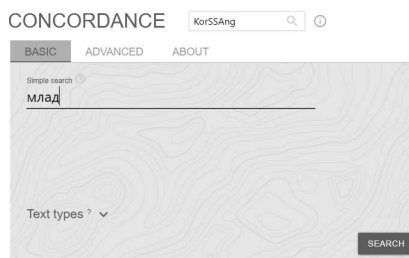 CONCORDANCE KorSSAng
BASIC ADVANCED ABOUT
Simple search ?
млад
Text types ?
SEARCH